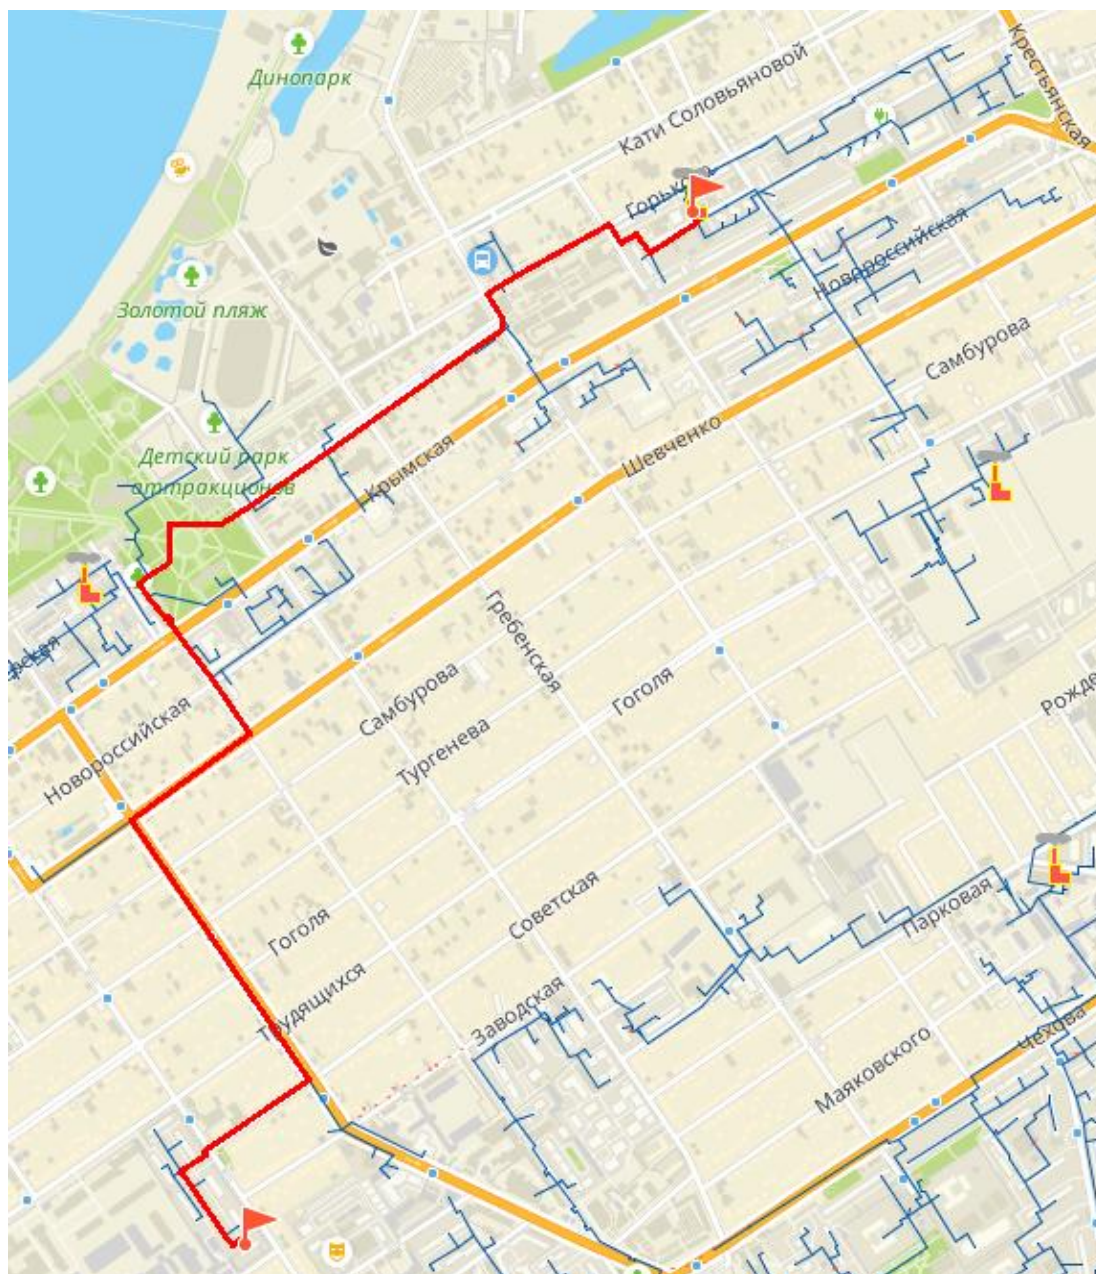 Динопарк
Кати Соловьяновой
Крестьянская
Золотой пляж
Новороссийская
Самбурова
Детский парк
аттракционов
Крымская
Шевченко
Гребенская
Новороссийская
Самбурова
Тургенева
Гоголя
Гоголя
Советская
Трудящихся
Заводская
Парковая
Маяковского
Чехова